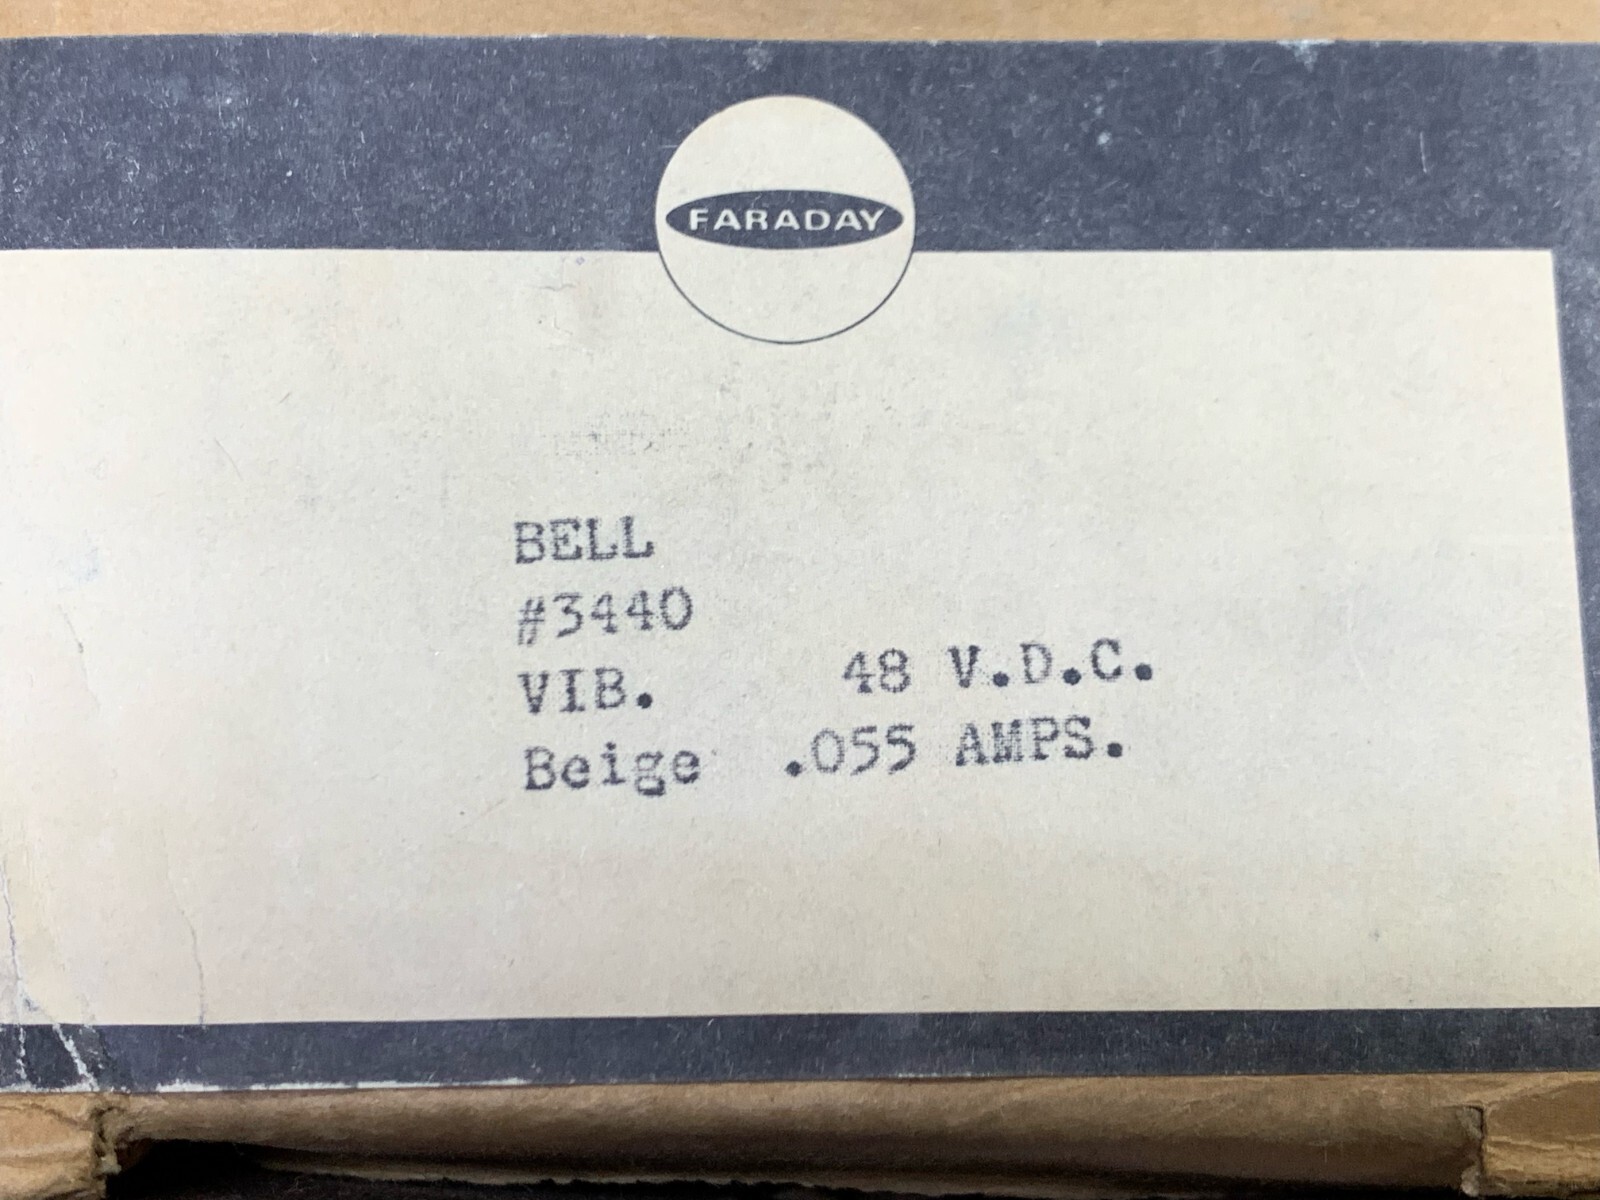 FARADAY
BELL
#3440
VIB. 48 V.D.C.
Beige .055 AMPS.